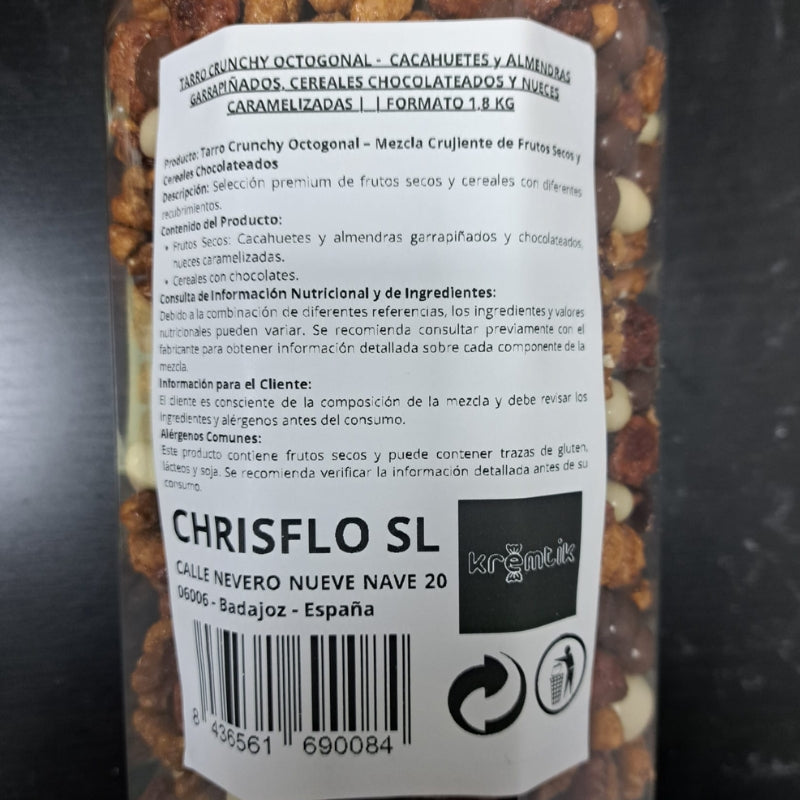 TARRO CRUNCHY OCTOGONAL - CACAHUETES y ALMENDRAS
GARRAPIÑADOS, CEREALES CHOCOLATEADOS Y NUECES
CARAMELIZADAS | | FORMATO 1,8 KG
Producto: Tarro Crunchy Octogonal – Mezcla Crujiente de Frutos Secos y
Cereales Chocolateados
Descripción: Selección premium de frutos secos y cereales con diferentes
recubrimientos.
Contenido del Producto:
• Frutos Secos: Cacahuetes y almendras garrapiñados y chocolateados,
nueces caramelizadas.
• Cereales con chocolates.
Consulta de Información Nutricional y de Ingredientes:
Debido a la combinación de diferentes referencias, los ingredientes y valores
nutricionales pueden variar. Se recomienda consultar previamente con el
fabricante para obtener información detallada sobre cada componente de la
mezcla.
Información para el Cliente:
El cliente es consciente de la composición de la mezcla y debe revisar los
ingredientes y alérgenos antes del consumo.
Alérgenos Comunes:
Este producto contiene frutos secos y puede contener trazas de gluten,
lácteos y soja. Se recomienda verificar la información detallada antes de su
consumo.
CHRISFLO SL
CALLE NEVERO NUEVE NAVE 20
06006 - Badajoz - España
kremtik
8 436561 690084